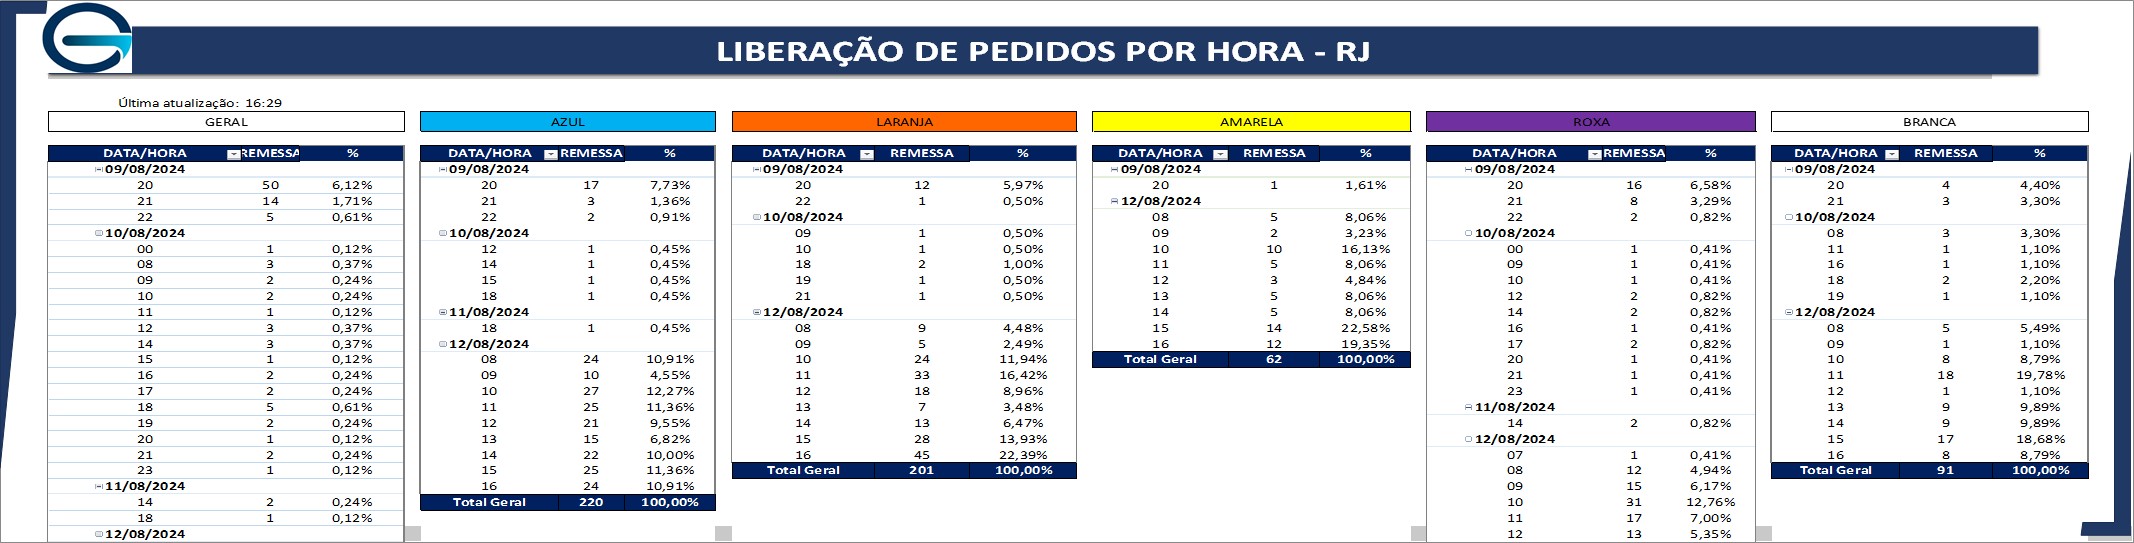 LIBERAÇÃO DE PEDIDOS POR HORA - RJ
Última atualização: 16:29
GERAL
DATA/HORA REMESSA %
09/08/2024
20 50 6,12%
21 14 1,71%
22 5 0,61%
10/08/2024
00 1 0,12%
08 3 0,37%
09 2 0,24%
10 2 0,24%
11 1 0,12%
12 3 0,37%
14 3 0,37%
15 1 0,12%
16 2 0,24%
17 2 0,24%
18 5 0,61%
19 2 0,24%
20 1 0,12%
21 2 0,24%
23 1 0,12%
11/08/2024
14 2 0,24%
18 1 0,12%
12/08/2024
AZUL
DATA/HORA REMESSA %
09/08/2024
20 17 7,73%
21 3 1,36%
22 2 0,91%
10/08/2024
12 1 0,45%
14 1 0,45%
15 1 0,45%
18 1 0,45%
11/08/2024
18 1 0,45%
12/08/2024
08 24 10,91%
09 10 4,55%
10 27 12,27%
11 25 11,36%
12 21 9,55%
13 15 6,82%
14 22 10,00%
15 25 11,36%
16 24 10,91%
Total Geral 220 100,00%
LARANJA
DATA/HORA REMESSA %
09/08/2024
20 12 5,97%
22 1 0,50%
10/08/2024
09 1 0,50%
10 1 0,50%
18 2 1,00%
19 1 0,50%
21 1 0,50%
12/08/2024
08 9 4,48%
09 5 2,49%
10 24 11,94%
11 33 16,42%
12 18 8,96%
13 7 3,48%
14 13 6,47%
15 28 13,93%
16 45 22,39%
Total Geral 201 100,00%
AMARELA
DATA/HORA REMESSA %
09/08/2024
20 1 1,61%
12/08/2024
08 5 8,06%
09 2 3,23%
10 10 16,13%
11 5 8,06%
12 3 4,84%
13 5 8,06%
14 5 8,06%
15 14 22,58%
16 12 19,35%
Total Geral 62 100,00%
ROXA
DATA/HORA REMESSA %
09/08/2024
20 16 6,58%
21 8 3,29%
22 2 0,82%
10/08/2024
00 1 0,41%
09 1 0,41%
10 1 0,41%
12 2 0,82%
14 2 0,82%
16 1 0,41%
17 2 0,82%
20 1 0,41%
21 1 0,41%
23 1 0,41%
11/08/2024
14 2 0,82%
12/08/2024
07 1 0,41%
08 12 4,94%
09 15 6,17%
10 31 12,76%
11 17 7,00%
12 13 5,35%
BRANCA
DATA/HORA REMESSA %
09/08/2024
20 4 4,40%
21 3 3,30%
10/08/2024
08 3 3,30%
11 1 1,10%
16 1 1,10%
18 2 2,20%
19 1 1,10%
12/08/2024
08 5 5,49%
09 1 1,10%
10 8 8,79%
11 18 19,78%
12 1 1,10%
13 9 9,89%
14 9 9,89%
15 17 18,68%
16 8 8,79%
Total Geral 91 100,00%